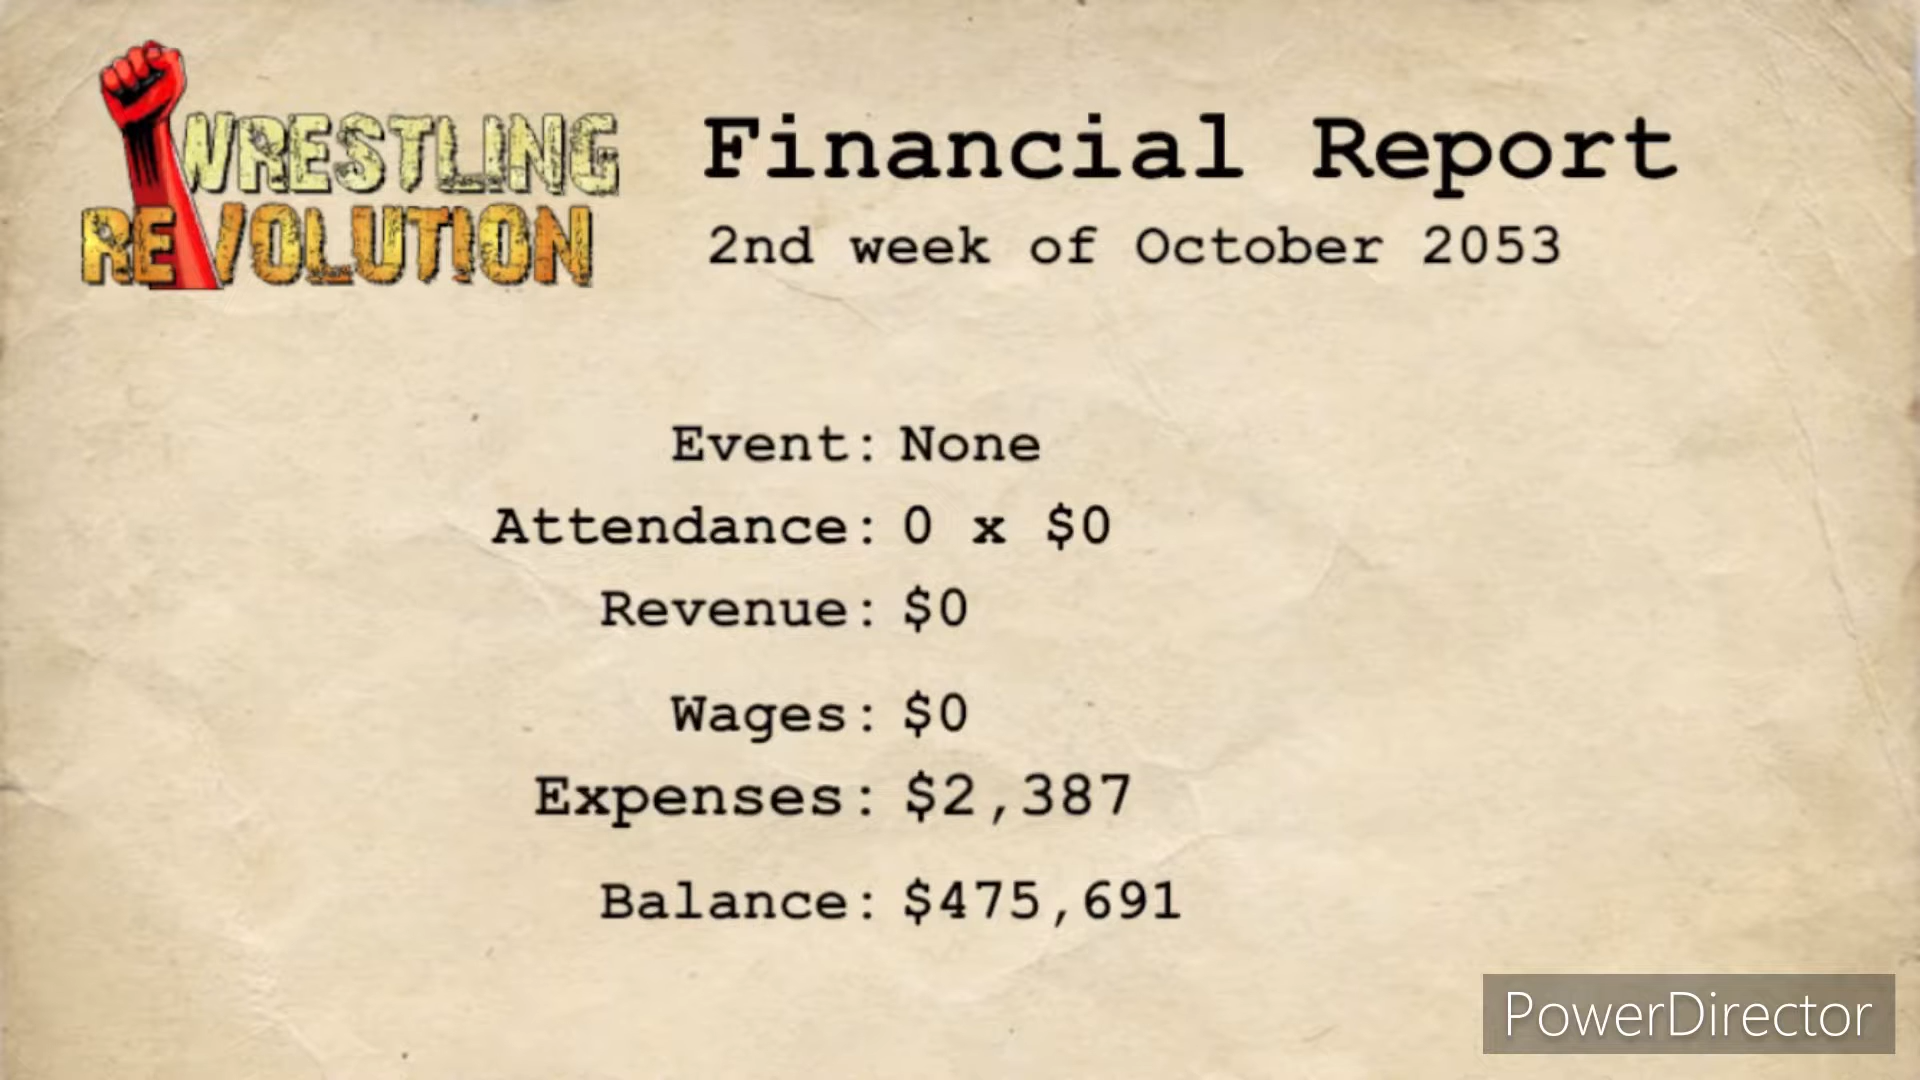 WRESTLING
REVOLUTION
Financial Report
2nd week of October 2053
Event: None
Attendance: 0 x $0
Revenue: $0
Wages: $0
Expenses: $2,387
Balance: $475,691
PowerDirector